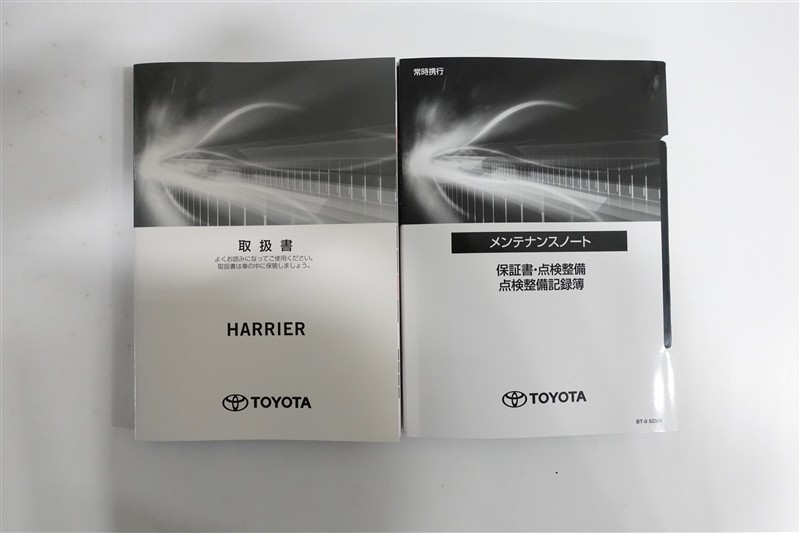 取扱書
よくお読みになってご使用ください。
取扱書は車の中に保管しましょう。
HARRIER
TOYOTA
常時携行
メンテナンスノート
保証書・点検整備
点検整備記録簿
TOYOTA